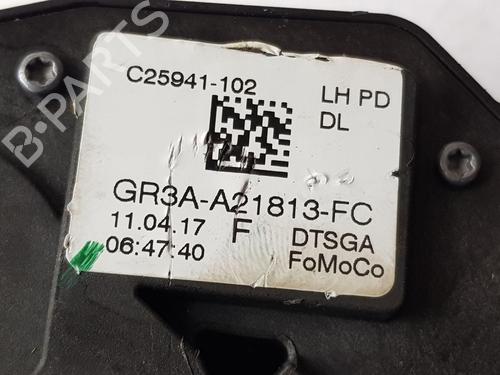 B-PARTS
C25941-102 LH PD
DL
GR3A-A21813-FC
11.04.17 F DTSGA
06:47:40 FoMoCo